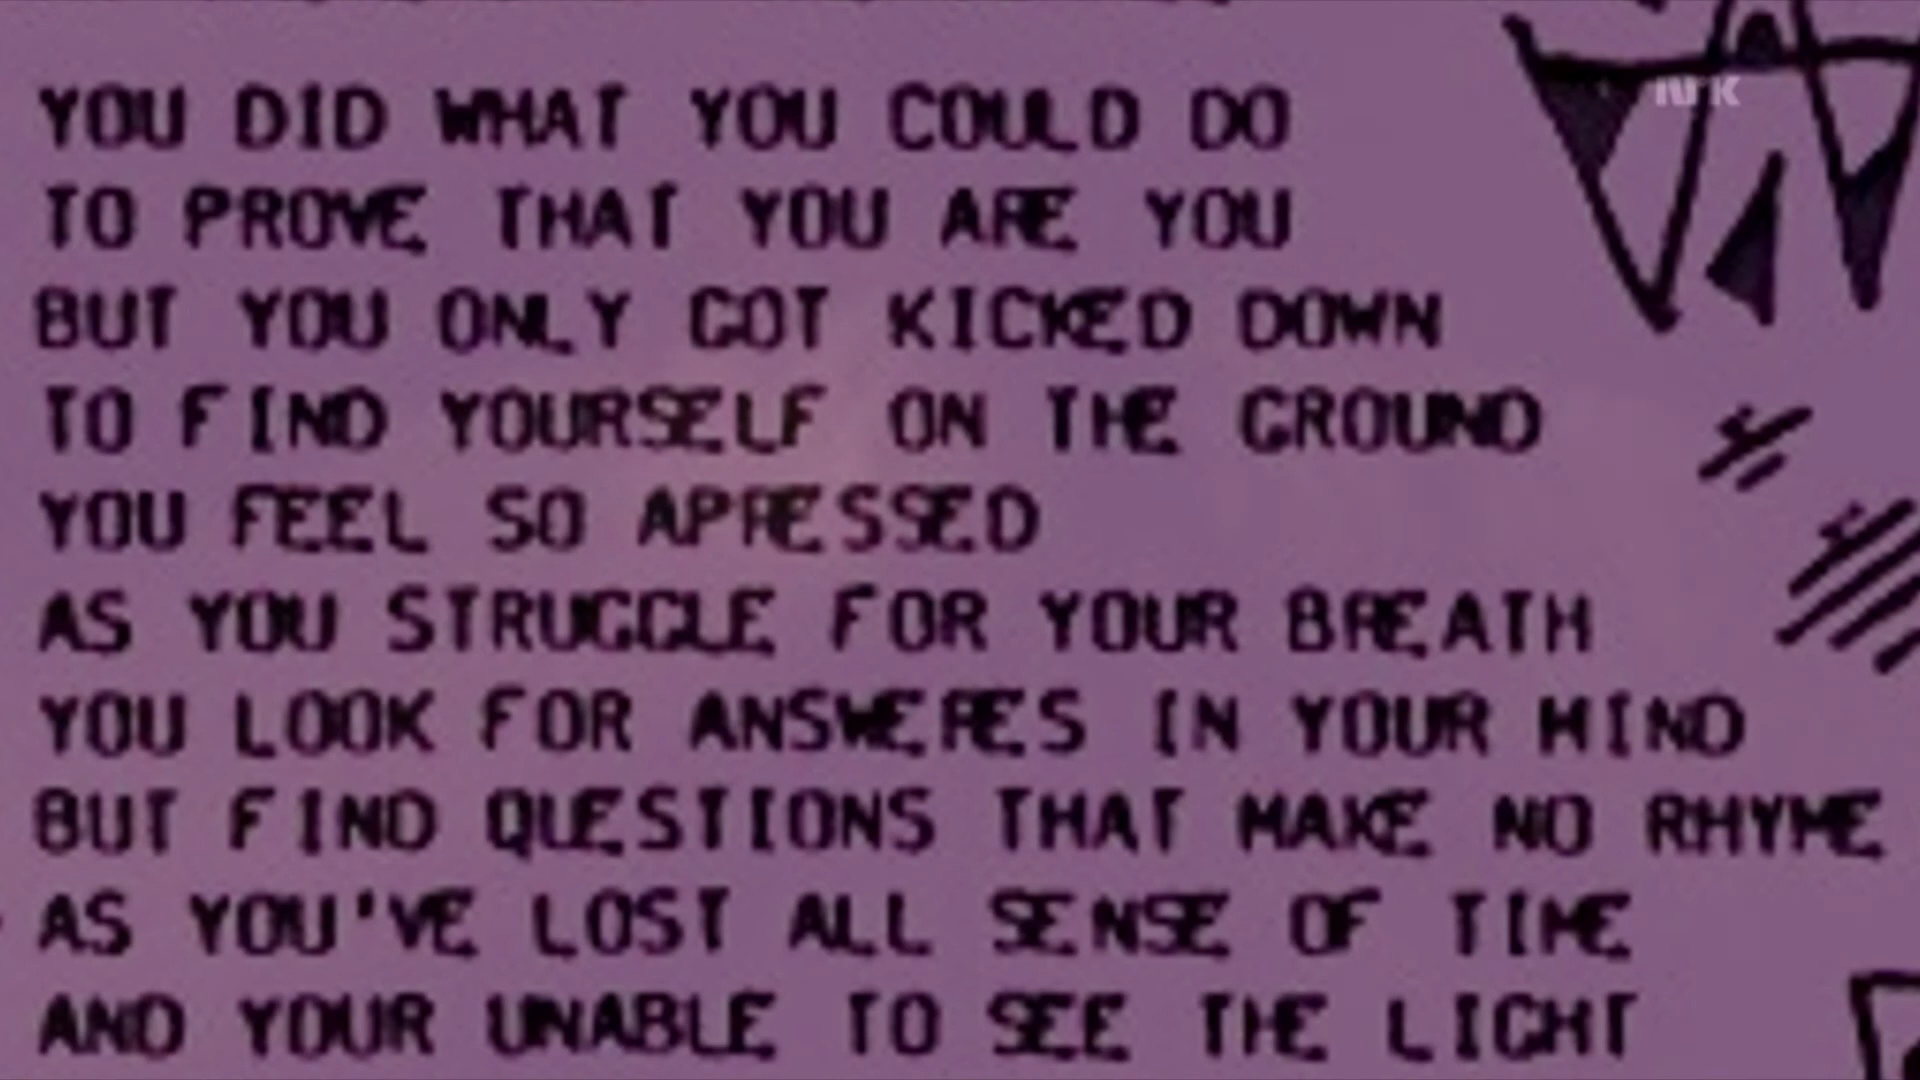 NRK
YOU DID WHAT YOU COULD DO
TO PROVE THAT YOU ARE YOU
BUT YOU ONLY GOT KICKED DOWN
TO FIND YOURSELF ON THE GROUND
YOU FEEL SO APRESSED
AS YOU STRUGGLE FOR YOUR BREATH
YOU LOOK FOR ANSWERES IN YOUR MIND
BUT FIND QUESTIONS THAT MAKE NO RHYME
AS YOU'VE LOST ALL SENSE OF TIME
AND YOUR UNABLE TO SEE THE LIGHT